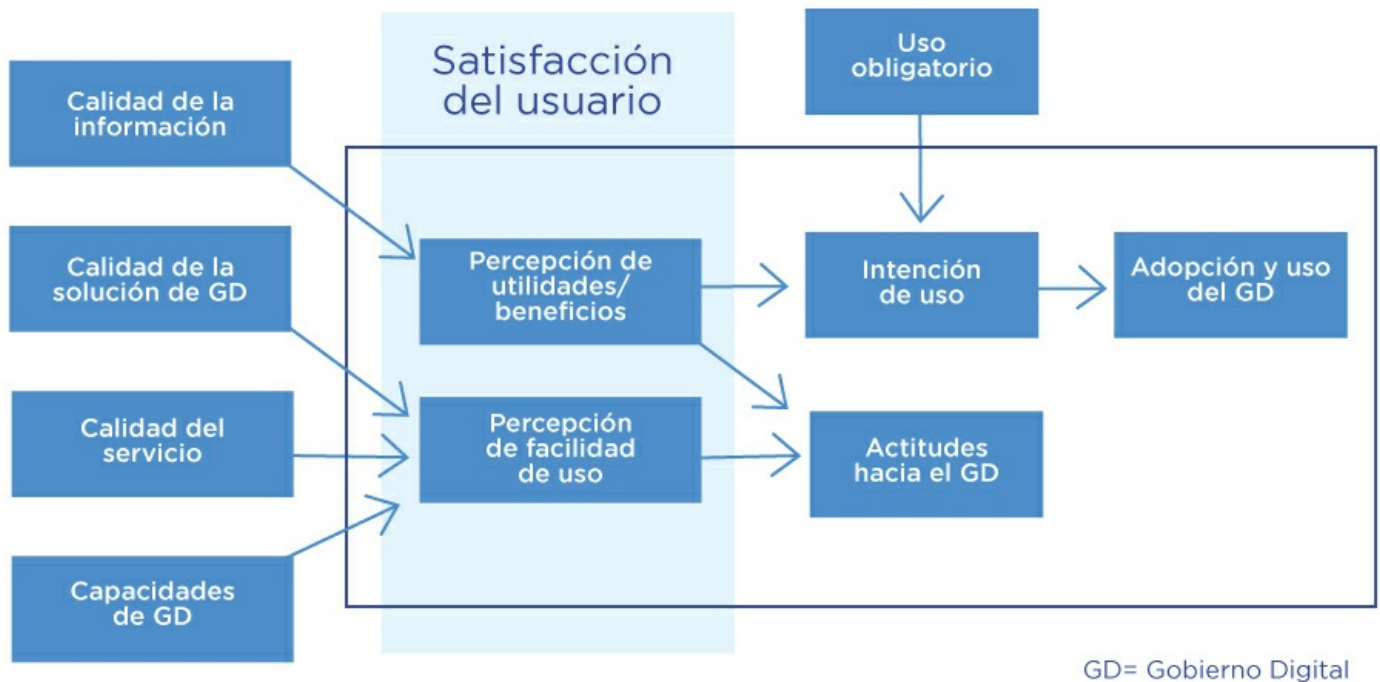 Satisfacción
del usuario
Uso
obligatorio
Calidad de la
información
Calidad de la
solución de GD
Calidad del
servicio
Capacidades
de GD
Percepción de
utilidades/
beneficios
Percepción
de facilidad
de uso
Intención
de uso
Actitudes
hacia el GD
Adopción y uso
del GD
GD= Gobierno Digital